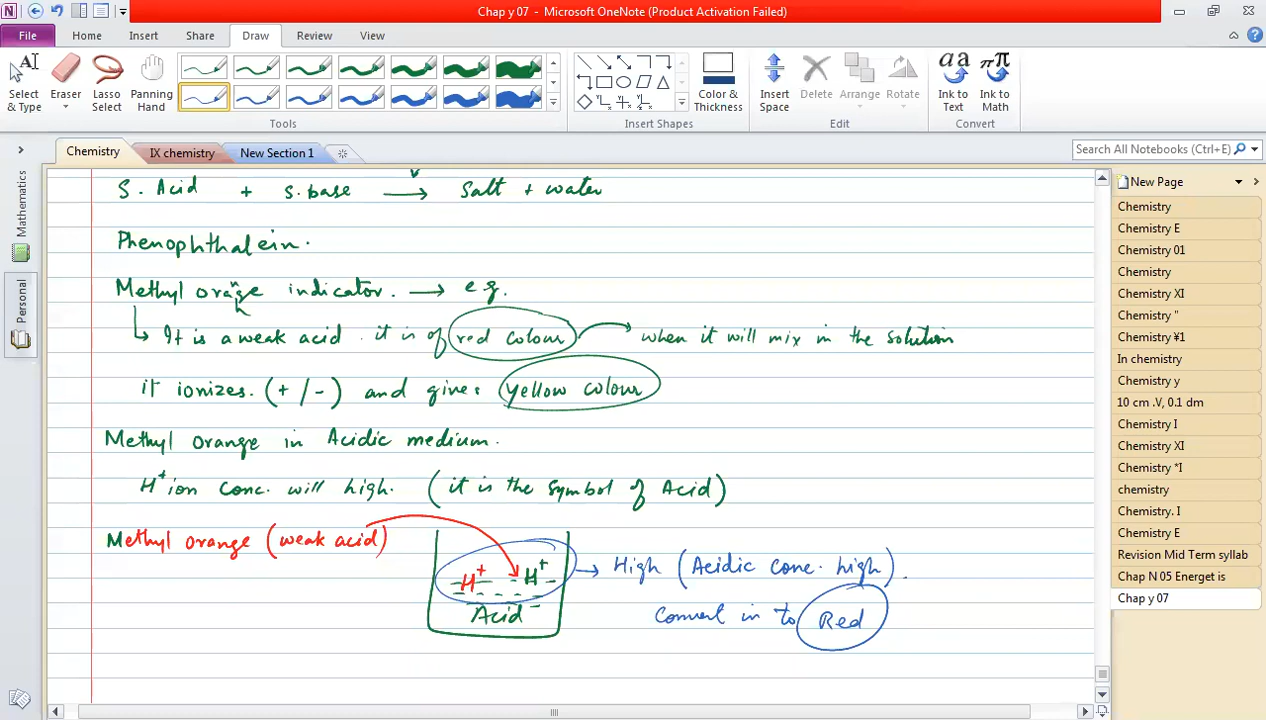 Chap y 07 - Microsoft OneNote (Product Activation Failed)
File Home Insert Share Draw Review View
Select & Type
Eraser
Lasso Select
Panning Hand
Color & Thickness
Insert Space
Delete
Arrange
Rotate
Ink to Text
Ink to Math
Tools
Insert Shapes
Edit
Convert
Chemistry
IX chemistry
New Section 1
Search All Notebooks (Ctrl+E)
Mathematics
Personal
S. Acid + s. base → Salt + water
Phenophthalein.
Methyl orange indicator. → e.g.
It is a weak acid. it is of red colour → when it will mix in the solution
it ionizes. (+/-) and gives yellow colour
Methyl orange in Acidic medium.
H+ ion Conc. will high. (it is the Symbol of Acid)
Methyl orange (weak acid)
H+ H+ → High (Acidic conc. high).
Acid
Convert in to Red
New Page
Chemistry
Chemistry E
Chemistry 01
Chemistry
Chemistry XI
Chemistry "
Chemistry ¥1
In chemistry
Chemistry y
10 cm .V, 0.1 dm
Chemistry I
Chemistry XI
Chemistry *I
chemistry
Chemistry. I
Chemistry E
Revision Mid Term syllab
Chap N 05 Energet is
Chap y 07